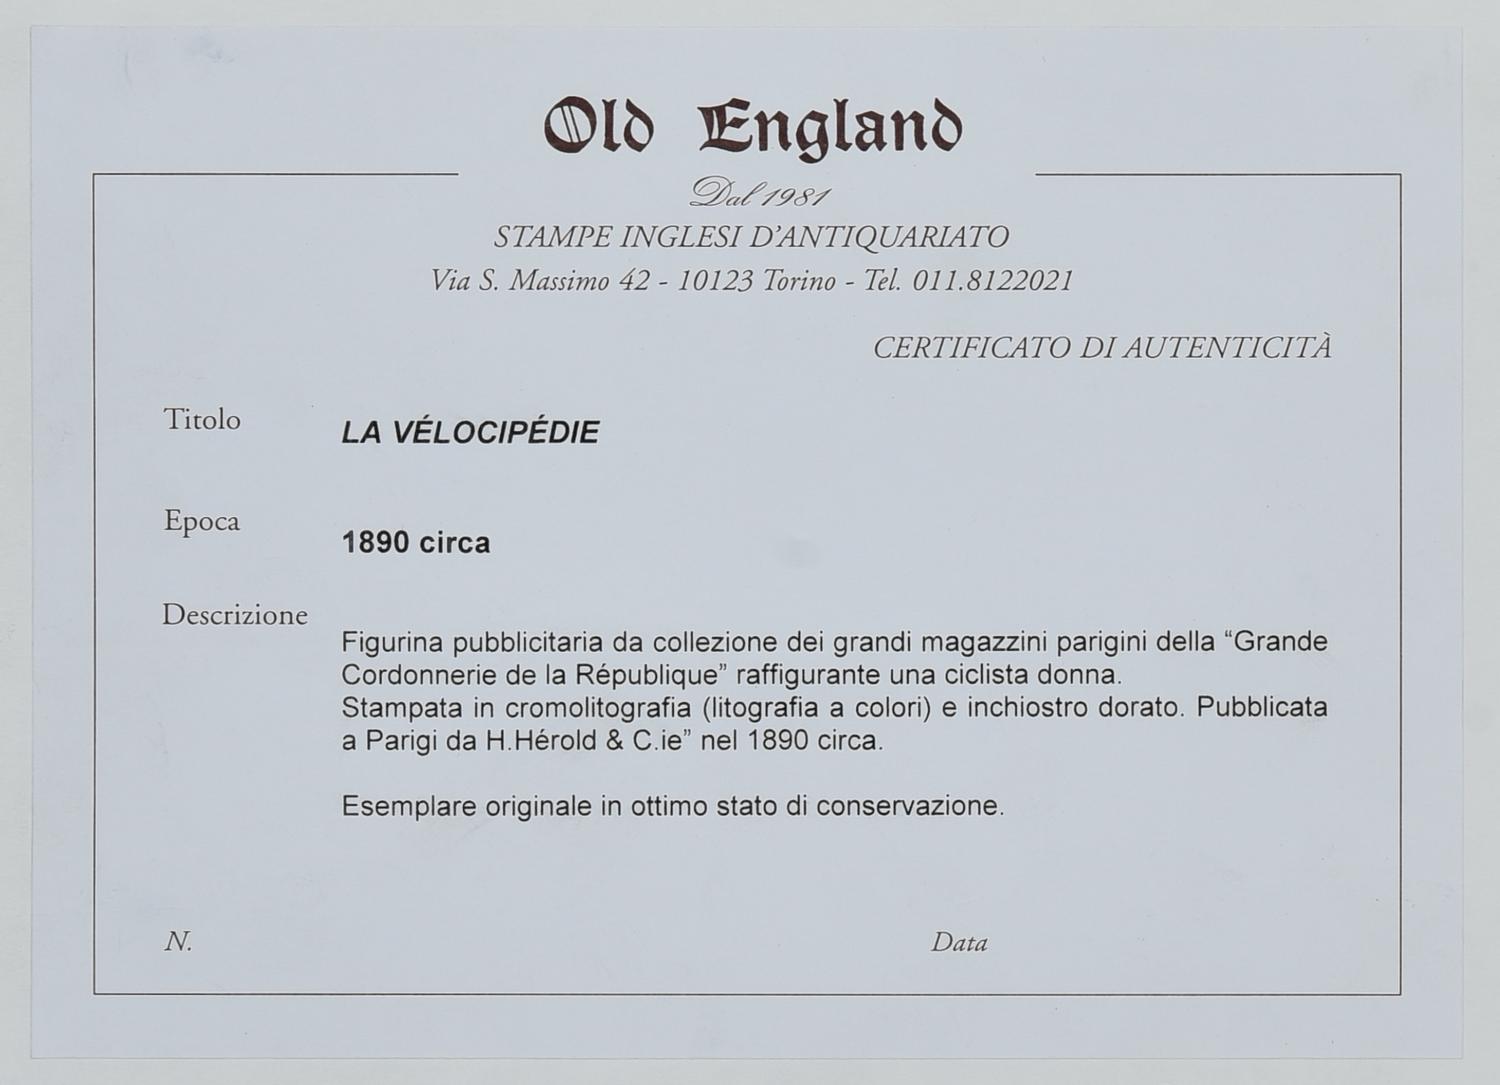 Old England
Dal 1981
STAMPE INGLESI D'ANTIQUARIATO
Via S. Massimo 42 - 10123 Torino - Tel. 011.8122021
CERTIFICATO DI AUTENTICITÀ
Titolo
LA VÉLOCIPÉDIE
Epoca
1890 circa
Descrizione
Figurina pubblicitaria da collezione dei grandi magazzini parigini della “Grande
Cordonnerie de la République” raffigurante una ciclista donna.
Stampata in cromolitografia (litografia a colori) e inchiostro dorato. Pubblicata
a Parigi da H.Hérold & C.ie” nel 1890 circa.
Esemplare originale in ottimo stato di conservazione.
N.
Data